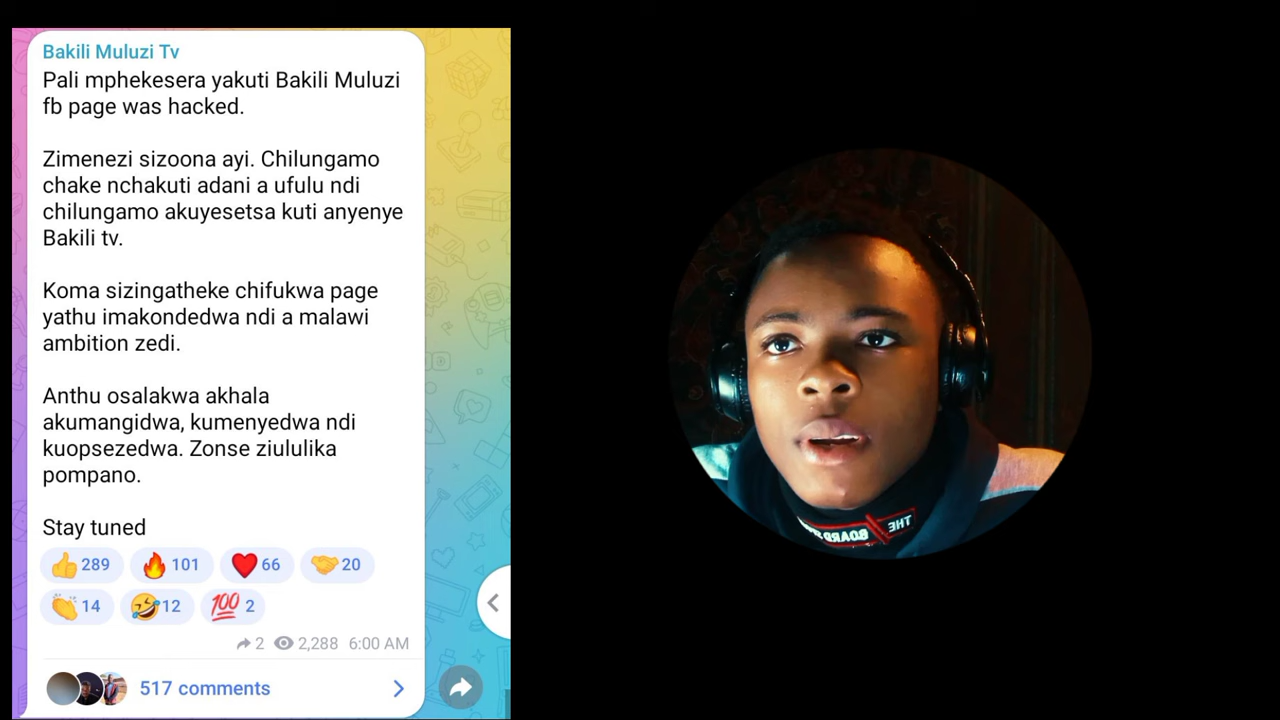 Bakili Muluzi Tv
Pali mphekesera yakuti Bakili Muluzi
fb page was hacked.
Zimenezi sizoona ayi. Chilungamo
chake nchakuti adani a ufulu ndi
chilungamo akuyesetsa kuti anyenye
Bakili tv.
Koma sizingatheke chifukwa page
yathu imakondedwa ndi a malawi
ambition zedi.
Anthu osalakwa akhala
akumangidwa, kumenyedwa ndi
kuopsezedwa. Zonse ziululika
pompano.
Stay tuned
👍 289 🔥 101 ❤️ 66 🤝 20
👏 14 🤣 12 💯 2
2 2,288 6:00 AM
517 comments
THE
BOARD